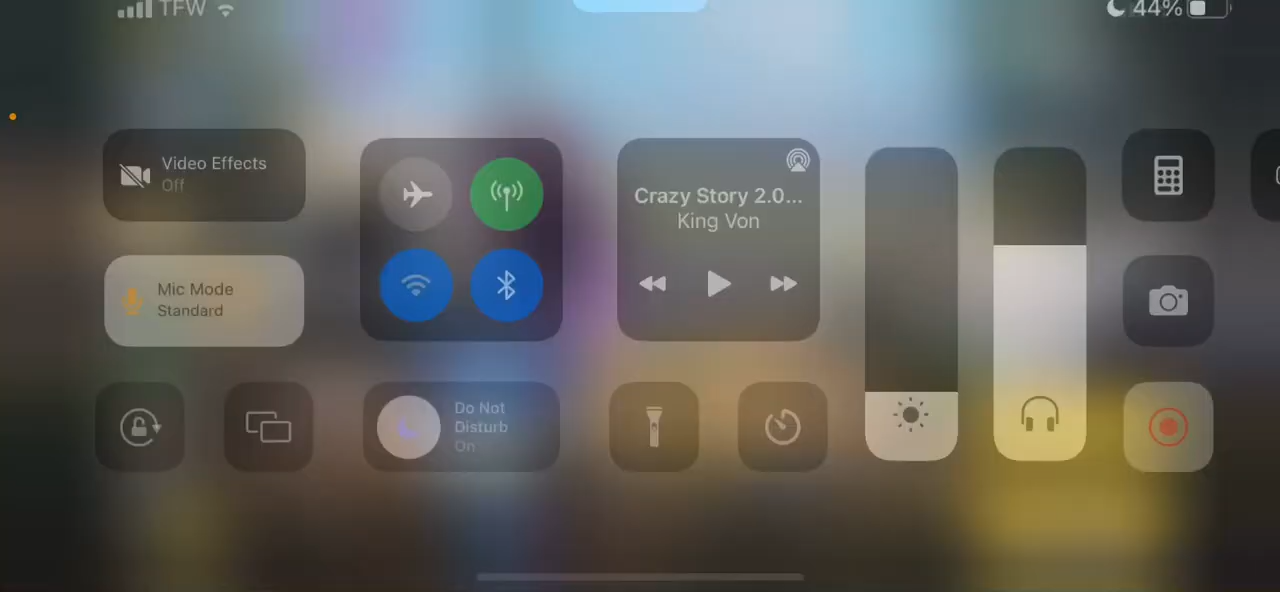 TFW
44%
Video Effects
Off
Mic Mode
Standard
Crazy Story 2.0...
King Von
Do Not
Disturb
On